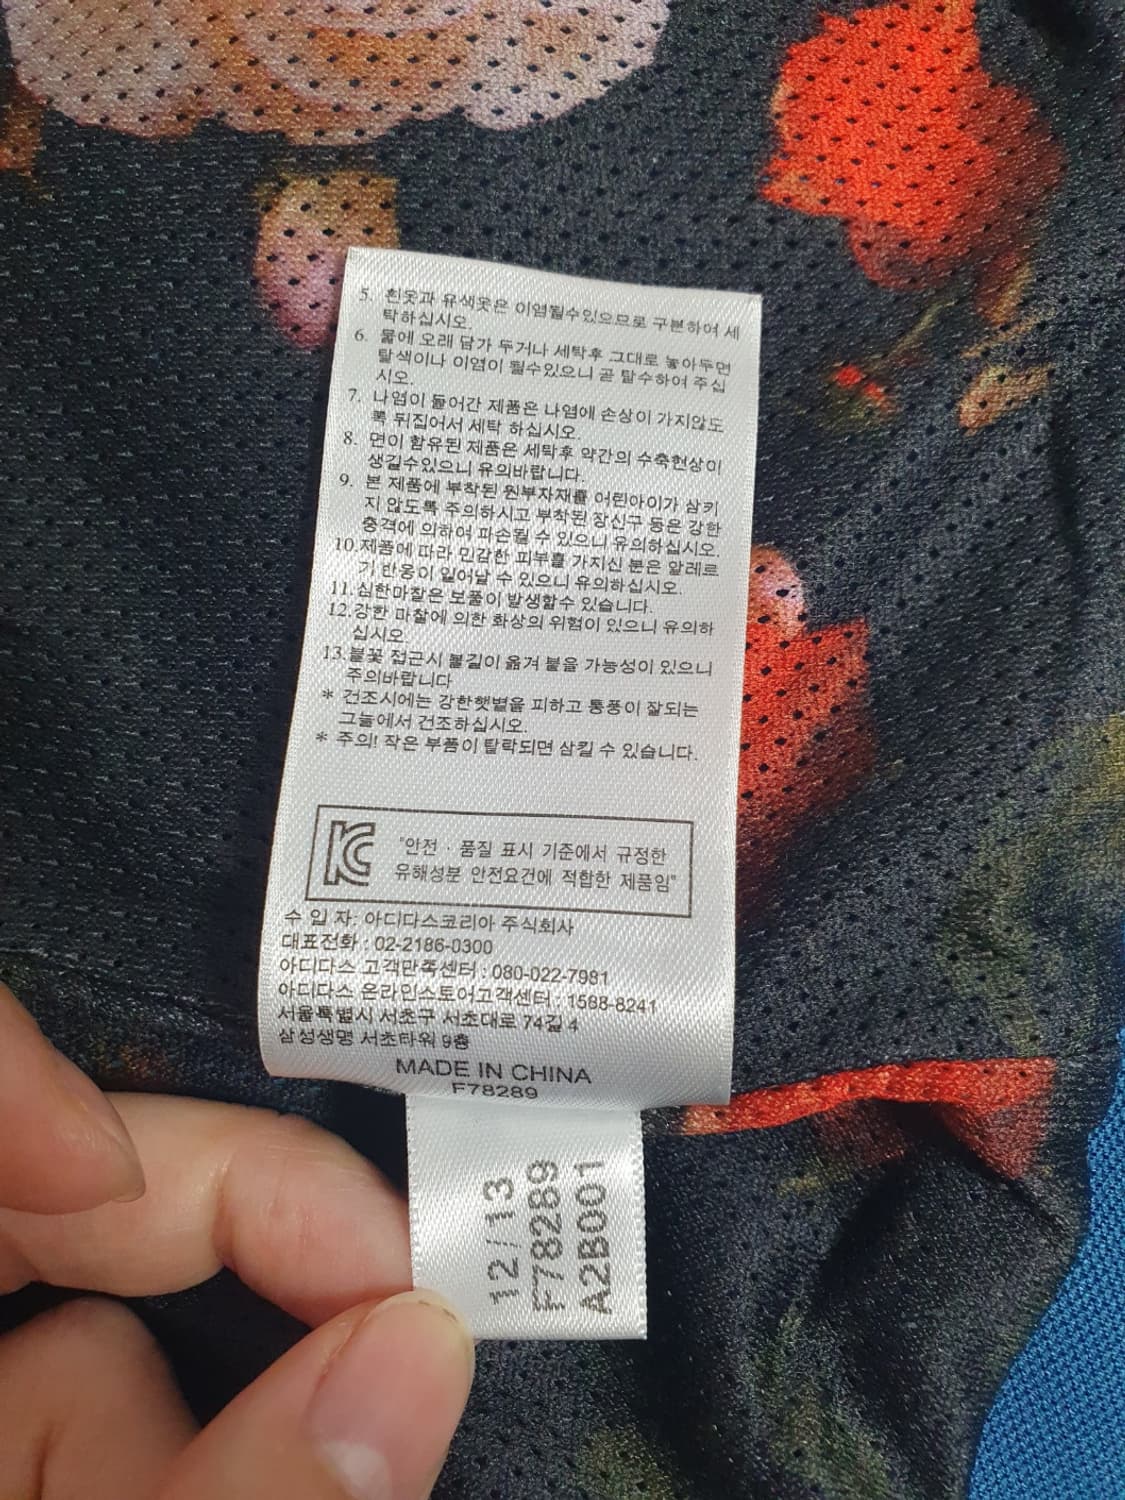 5. 흰옷과 유색옷은 이염될수있으므로 구분하여 세
탁하십시오.
6. 물에 오래 담가 두거나 세탁후 그대로 놓아두면
탈색이나 이염이 될수있으니 곧 탈수하여 주십
시오.
7. 나염이 들어간 제품은 나염에 손상이 가지않도
록 뒤집어서 세탁 하십시오.
8. 면이 함유된 제품은 세탁후 약간의 수축현상이
생길수있으니 유의바랍니다.
9. 본 제품에 부착된 원부자재를 어린아이가 삼키
지 않도록 주의하시고 부착된 장신구 등은 강한
충격에 의하여 파손될 수 있으니 유의하십시오.
10.제품에 따라 민감한 피부를 가지신 분은 알레르
기 반응이 일어날 수 있으니 유의하십시오.
11.심한마찰은 보풀이 발생할수 있습니다.
12.강한 마찰에 의한 화상의 위험이 있으니 유의하
십시오.
13.불꽃 접근시 불길이 옮겨 붙을 가능성이 있으니
주의바랍니다
* 건조시에는 강한햇볕을 피하고 통풍이 잘되는
그늘에서 건조하십시오.
* 주의! 작은 부품이 탈락되면 삼킬 수 있습니다.
KC
"안전 · 품질 표시 기준에서 규정한
유해성분 안전요건에 적합한 제품임"
수 입 자: 아디다스코리아 주식회사
대표전화 : 02-2186-0300
아디다스 고객만족센터 : 080-022-7981
아디다스 온라인스토어고객센터 : 1588-8241
서울특별시 서초구 서초대로 74길 4
삼성생명 서초타워 9층
MADE IN CHINA
F78289
12/13
F78289
A2B001